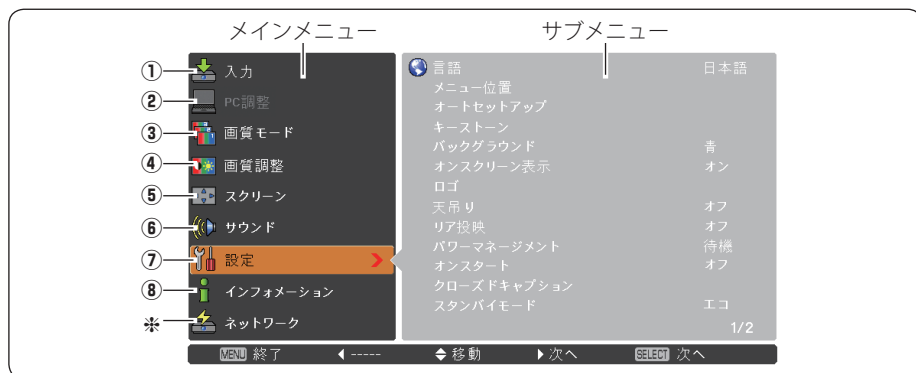 メインメニュー
サブメニュー
① 入力
② PC調整
③ 画質モード
④ 画質調整
⑤ スクリーン
⑥ サウンド
⑦ 設定
⑧ インフォメーション
※ ネットワーク
言語 日本語
メニュー位置
オートセットアップ
キーストーン
バックグラウンド 青
オンスクリーン表示 オン
ロゴ
天吊り オフ
リア投映 オフ
パワーマネージメント 待機
オンスタート オフ
クローズドキャプション
スタンバイモード エコ
1/2
MENU 終了 ----- 移動 次へ SELECT 次へ